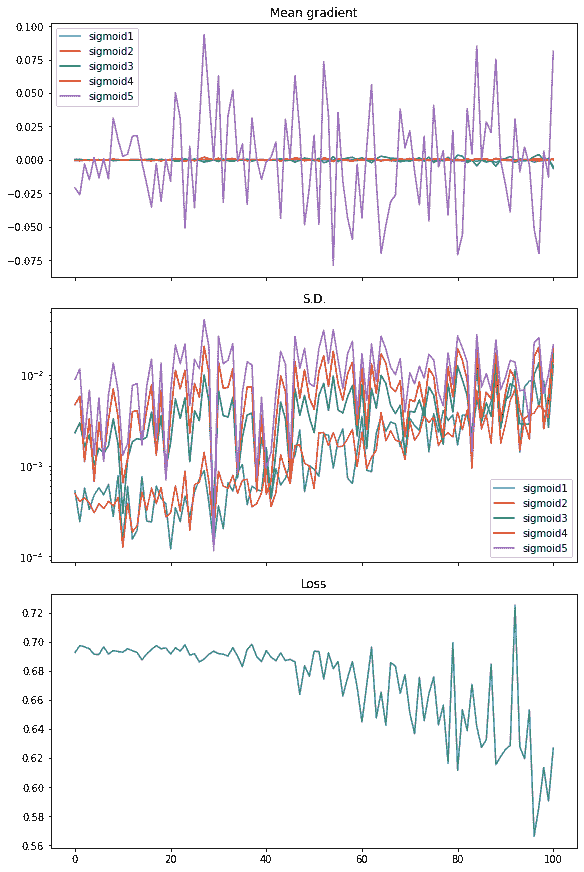 Mean gradient
0.100
0.075
0.050
0.025
0.000
−0.025
−0.050
−0.075
sigmoid1
sigmoid2
sigmoid3
sigmoid4
sigmoid5
S.D.
10⁻²
10⁻³
10⁻⁴
sigmoid1
sigmoid2
sigmoid3
sigmoid4
sigmoid5
Loss
0.72
0.70
0.68
0.66
0.64
0.62
0.60
0.58
0.56
0 20 40 60 80 100